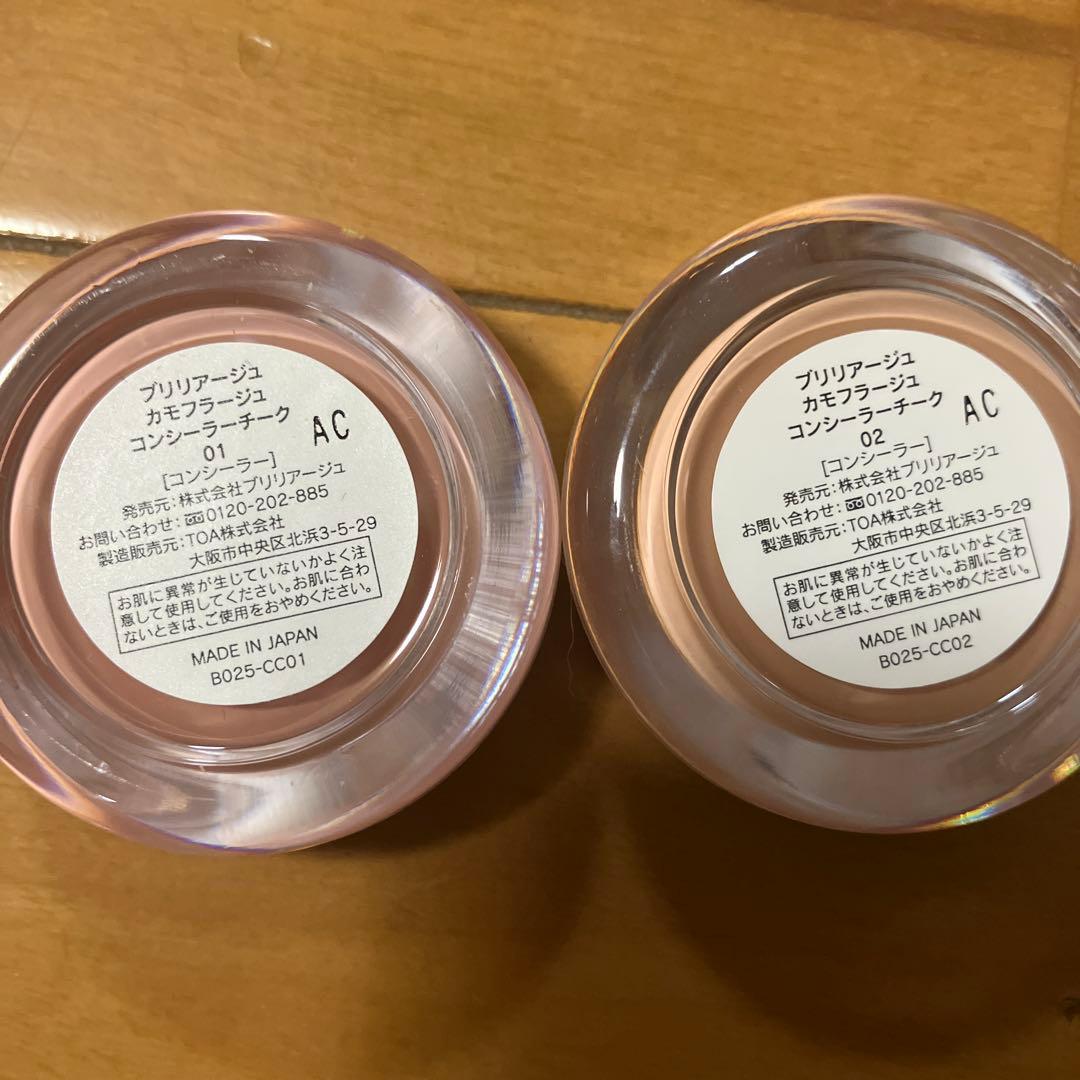 ブリリアージュ
カモフラージュ
コンシーラーチーク
01
AC
[コンシーラー]
発売元:株式会社ブリリアージュ
お問い合わせ:0120-202-885
製造販売元:TOA株式会社
大阪市中央区北浜3-5-29
お肌に異常が生じていないかよく注
意して使用してください。お肌に合わ
ないときは、ご使用をおやめください。
MADE IN JAPAN
B025-CC01
ブリリアージュ
カモフラージュ
コンシーラーチーク
02
AC
[コンシーラー]
発売元:株式会社ブリリアージュ
お問い合わせ:0120-202-885
製造販売元:TOA株式会社
大阪市中央区北浜3-5-29
お肌に異常が生じていないかよく注
意して使用してください。お肌に合わ
ないときは、ご使用をおやめください。
MADE IN JAPAN
B025-CC02